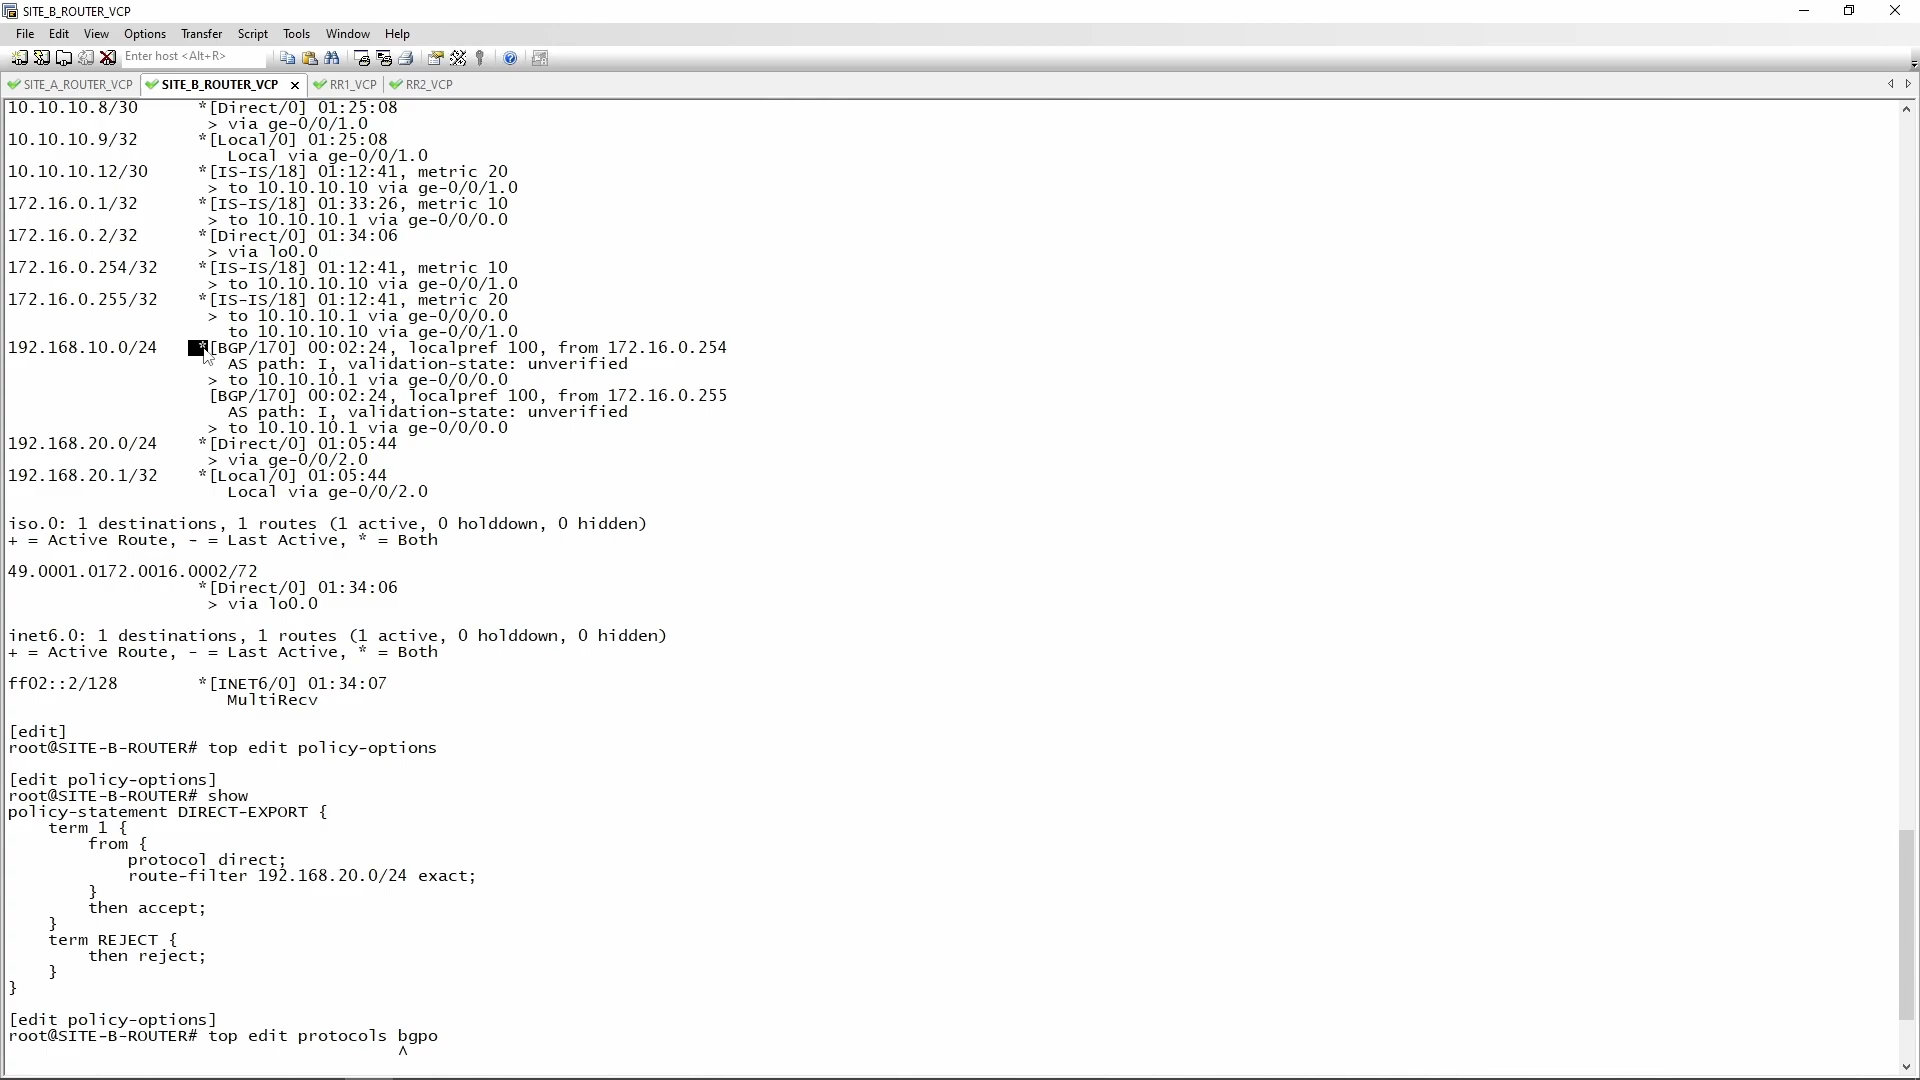 SITE_B_ROUTER_VCP
File Edit View Options Transfer Script Tools Window Help
Enter host <Alt+R>
SITE_A_ROUTER_VCP SITE_B_ROUTER_VCP RR1_VCP RR2_VCP
10.10.10.8/30 *[Direct/0] 01:25:08
> via ge-0/0/1.0
10.10.10.9/32 *[Local/0] 01:25:08
Local via ge-0/0/1.0
10.10.10.12/30 *[IS-IS/18] 01:12:41, metric 20
> to 10.10.10.10 via ge-0/0/1.0
172.16.0.1/32 *[IS-IS/18] 01:33:26, metric 10
> to 10.10.10.1 via ge-0/0/0.0
172.16.0.2/32 *[Direct/0] 01:34:06
> via lo0.0
172.16.0.254/32 *[IS-IS/18] 01:12:41, metric 10
> to 10.10.10.10 via ge-0/0/1.0
172.16.0.255/32 *[IS-IS/18] 01:12:41, metric 20
> to 10.10.10.1 via ge-0/0/0.0
to 10.10.10.10 via ge-0/0/1.0
192.168.10.0/24 *[BGP/170] 00:02:24, localpref 100, from 172.16.0.254
AS path: I, validation-state: unverified
> to 10.10.10.1 via ge-0/0/0.0
[BGP/170] 00:02:24, localpref 100, from 172.16.0.255
AS path: I, validation-state: unverified
> to 10.10.10.1 via ge-0/0/0.0
192.168.20.0/24 *[Direct/0] 01:05:44
> via ge-0/0/2.0
192.168.20.1/32 *[Local/0] 01:05:44
Local via ge-0/0/2.0
iso.0: 1 destinations, 1 routes (1 active, 0 holddown, 0 hidden)
+ = Active Route, - = Last Active, * = Both
49.0001.0172.0016.0002/72
*[Direct/0] 01:34:06
> via lo0.0
inet6.0: 1 destinations, 1 routes (1 active, 0 holddown, 0 hidden)
+ = Active Route, - = Last Active, * = Both
ff02::2/128 *[INET6/0] 01:34:07
MultiRecv
[edit]
root@SITE-B-ROUTER# top edit policy-options
[edit policy-options]
root@SITE-B-ROUTER# show
policy-statement DIRECT-EXPORT {
term 1 {
from {
protocol direct;
route-filter 192.168.20.0/24 exact;
}
then accept;
}
term REJECT {
then reject;
}
}
[edit policy-options]
root@SITE-B-ROUTER# top edit protocols bgpo
^